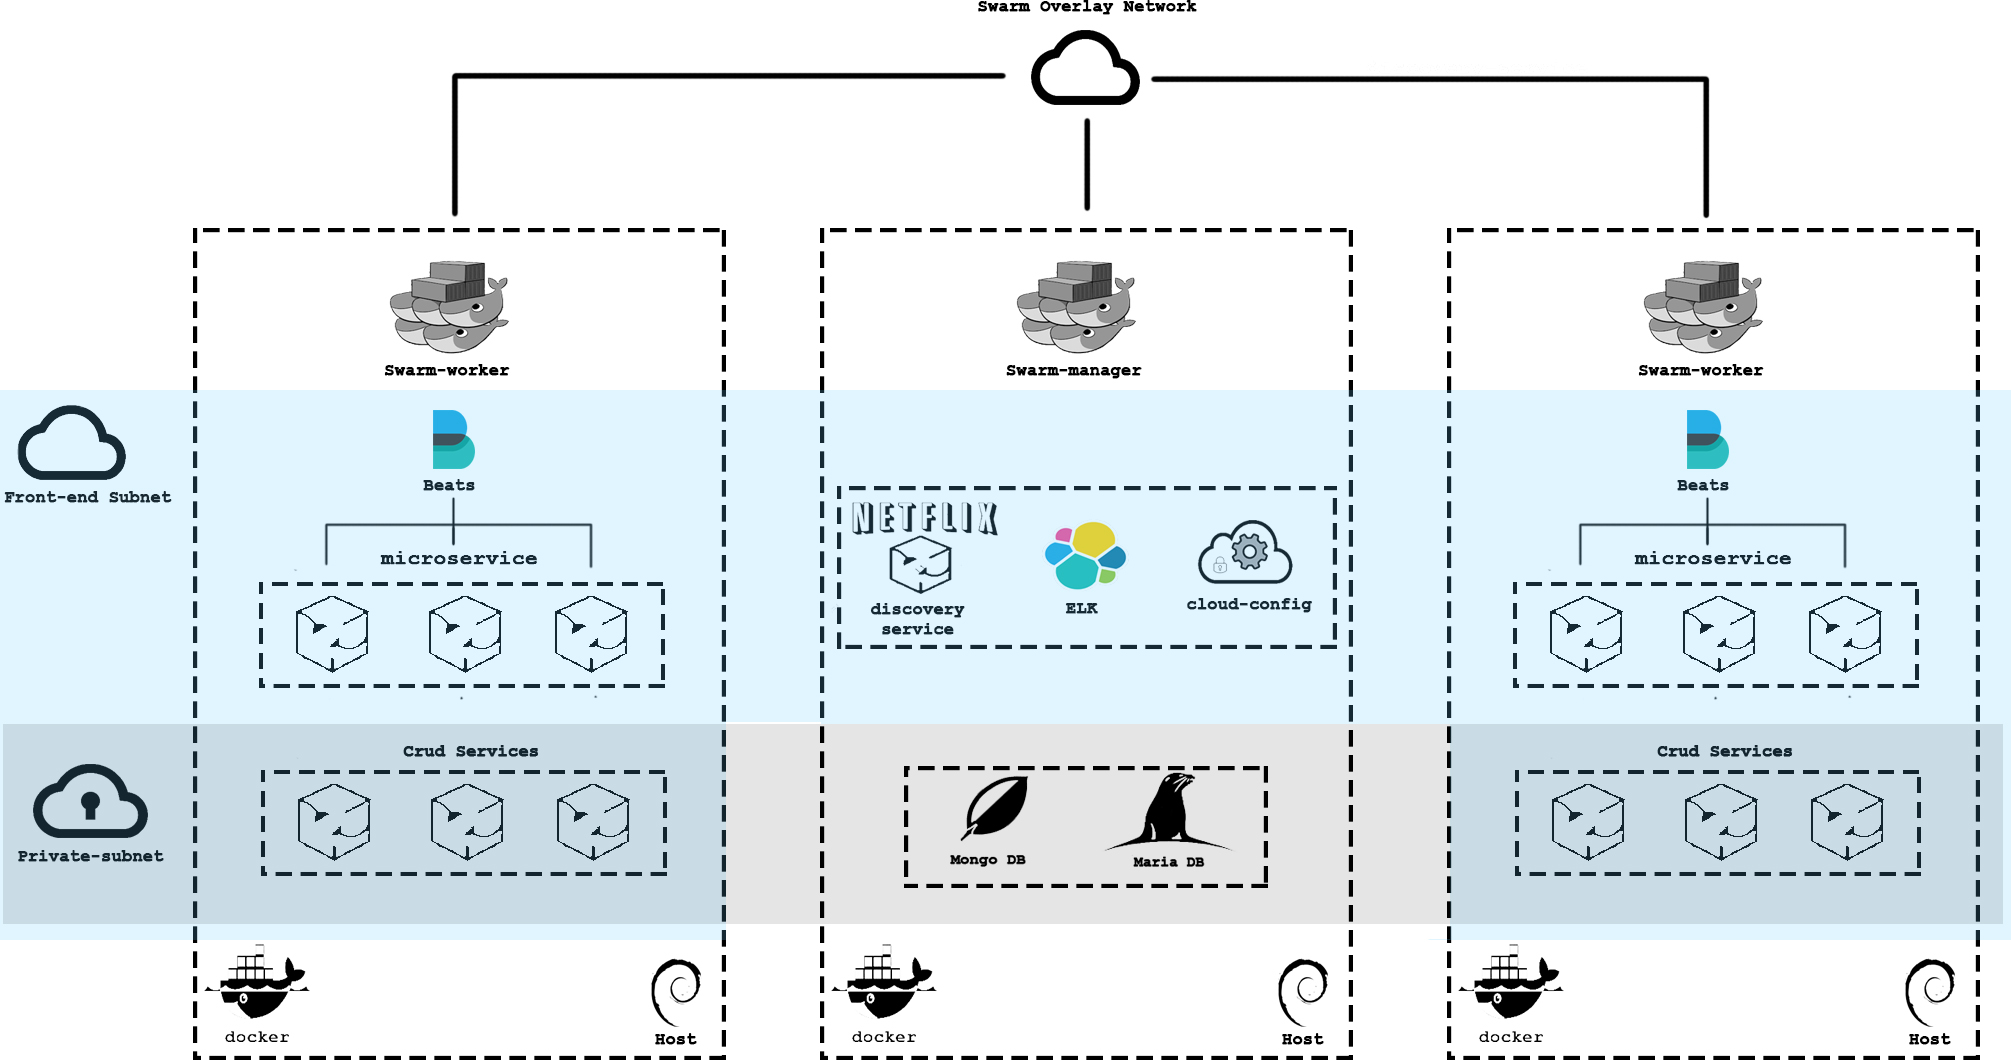 Swarm Overlay Network
Swarm-worker
Swarm-manager
Swarm-worker
Front-end Subnet
Beats
microservice
NETFLIX
discovery
service
ELK
cloud-config
Beats
microservice
Private-subnet
Crud Services
Mongo DB
Maria DB
Crud Services
docker
Host
docker
Host
docker
Host